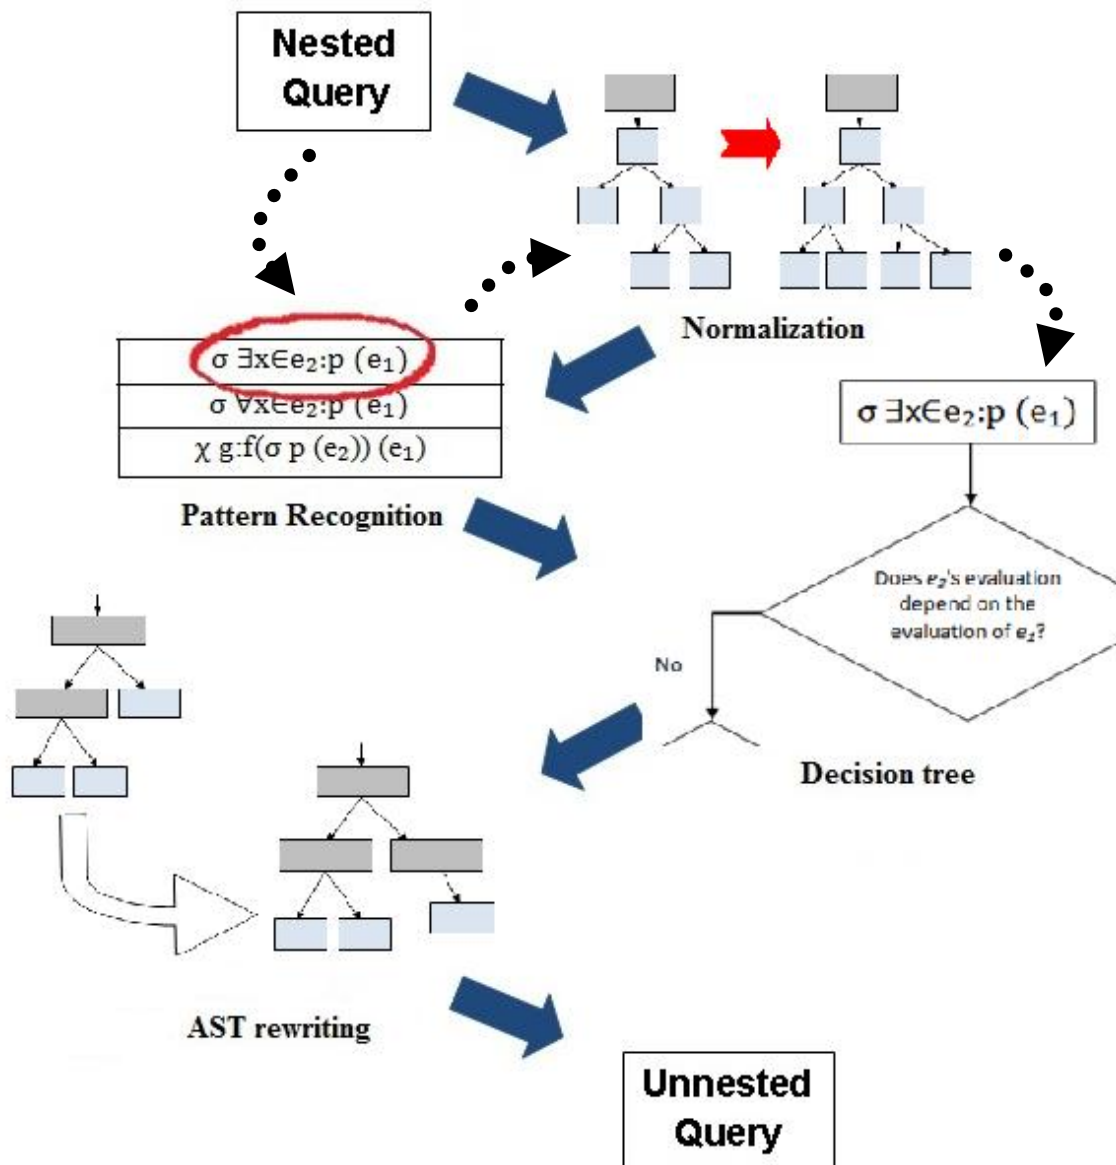 Nested
Query
Normalization
σ ∃x∈e₂:p (e₁)
σ ∀x∈e₂:p (e₁)
χ g:f(σ p (e₂)) (e₁)
Pattern Recognition
σ ∃x∈e₂:p (e₁)
Does e₂'s evaluation
depend on the
evaluation of e₁?
No
Decision tree
AST rewriting
Unnested
Query